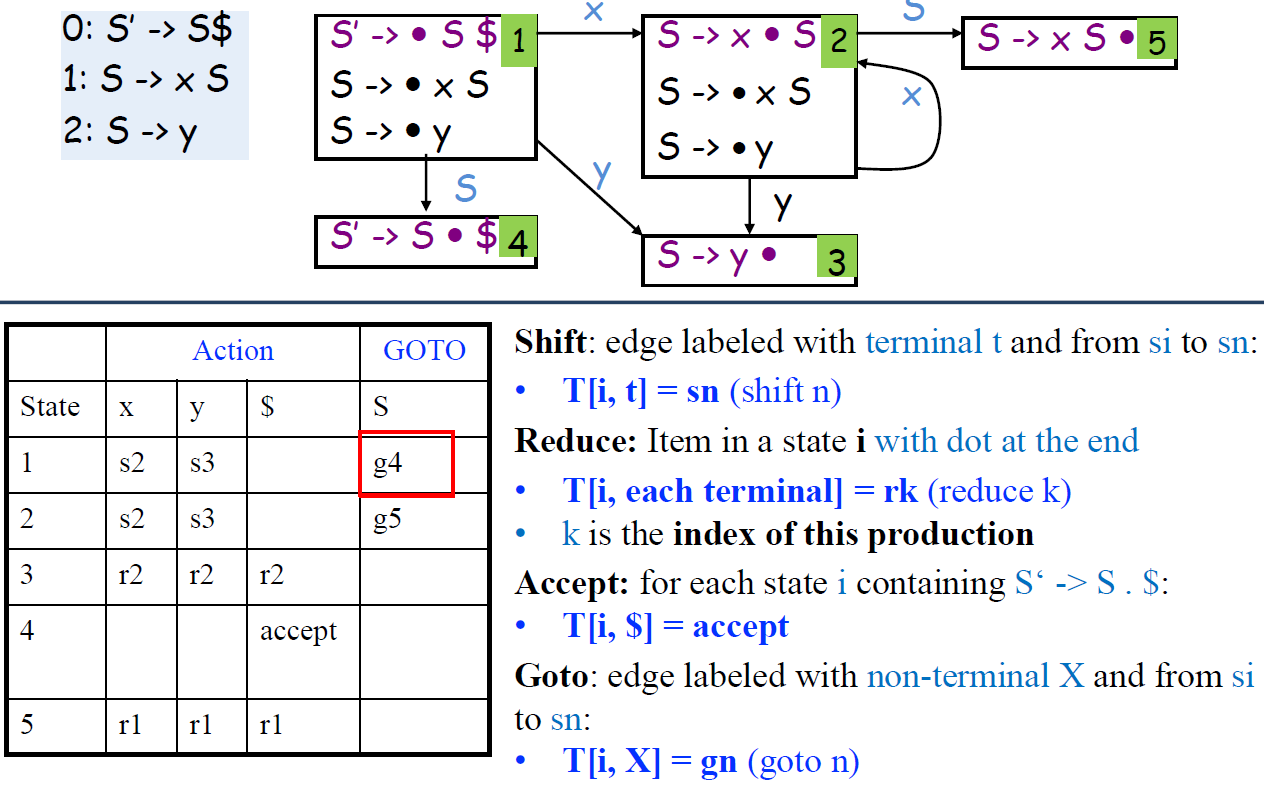 0: S' -> S$
1: S -> x S
2: S -> y
S' -> • S $ 1
S -> • x S
S -> • y
x
S -> x • S 2
S -> • x S
S -> • y
S
S -> x S • 5
x
S
y
y
S' -> S • $ 4
S -> y • 3
Action GOTO
State x y $ S
1 s2 s3 g4
2 s2 s3 g5
3 r2 r2 r2
4 accept
5 r1 r1 r1
Shift: edge labeled with terminal t and from si to sn:
• T[i, t] = sn (shift n)
Reduce: Item in a state i with dot at the end
• T[i, each terminal] = rk (reduce k)
• k is the index of this production
Accept: for each state i containing S‘ -> S . $:
• T[i, $] = accept
Goto: edge labeled with non-terminal X and from si
to sn:
• T[i, X] = gn (goto n)